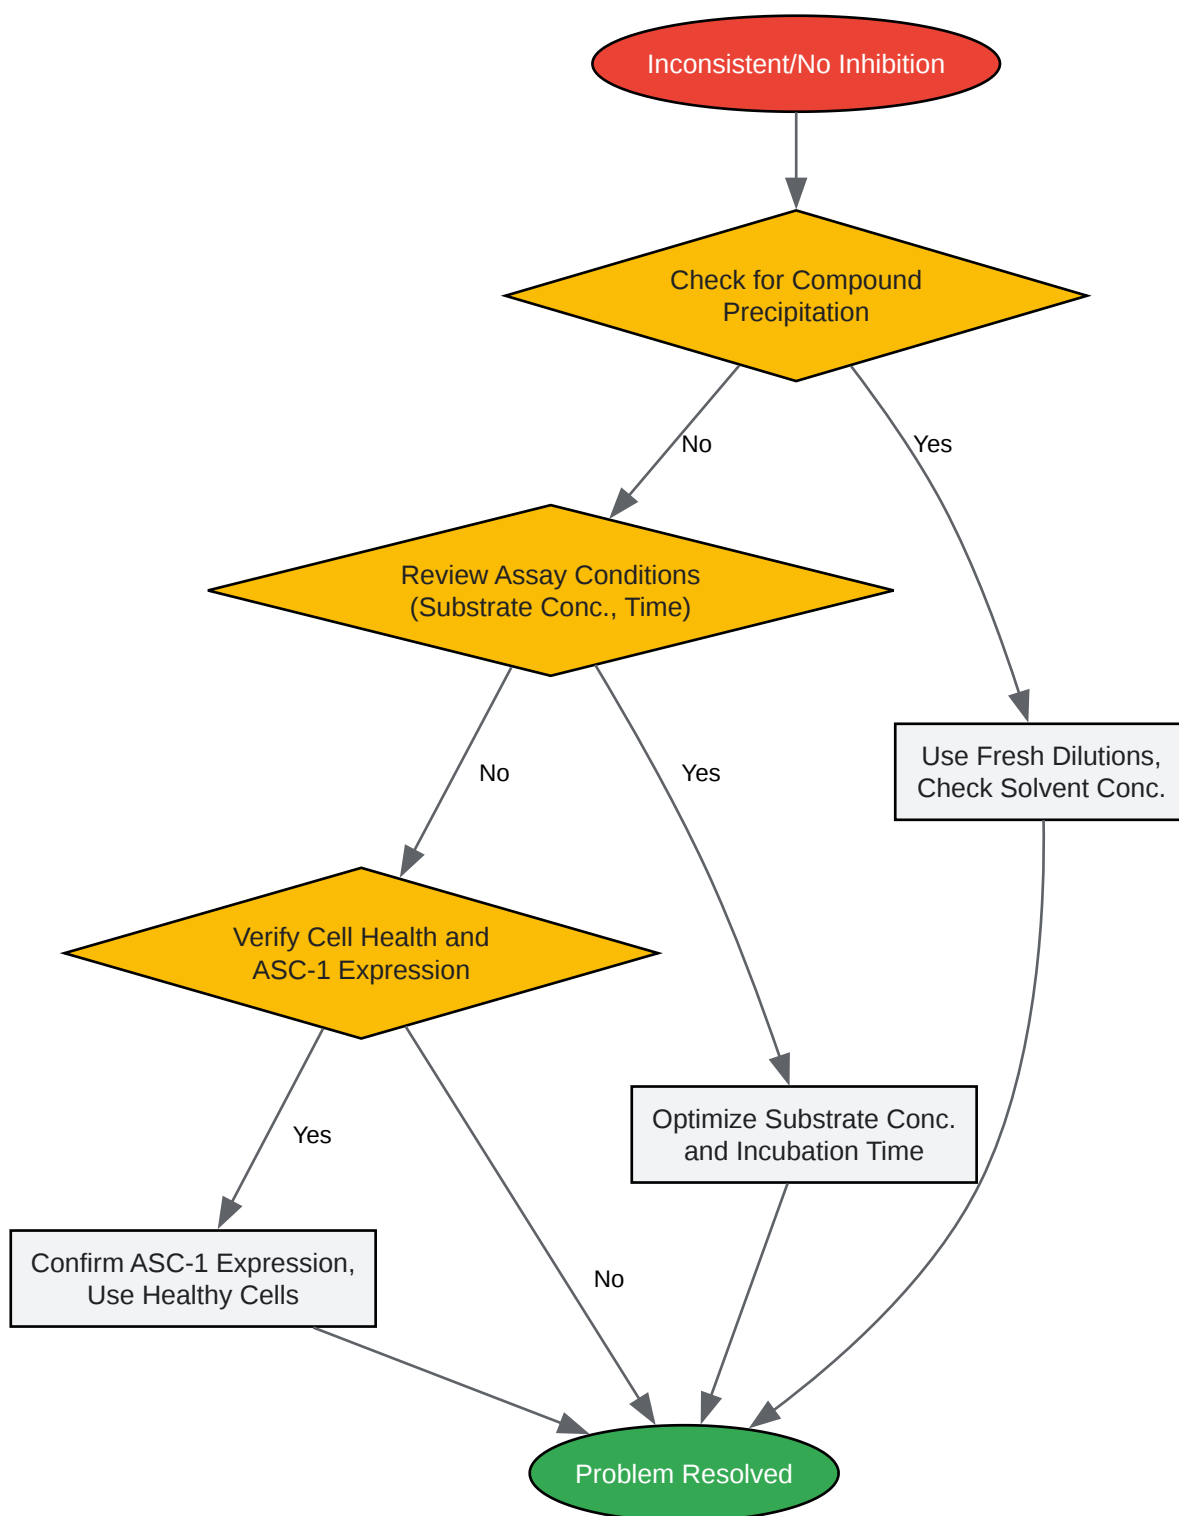 Inconsistent/No Inhibition
Check for Compound
Precipitation
No
Yes
Review Assay Conditions
(Substrate Conc., Time)
No
Yes
Use Fresh Dilutions,
Check Solvent Conc.
Verify Cell Health and
ASC-1 Expression
Yes
No
Optimize Substrate Conc.
and Incubation Time
Confirm ASC-1 Expression,
Use Healthy Cells
Problem Resolved